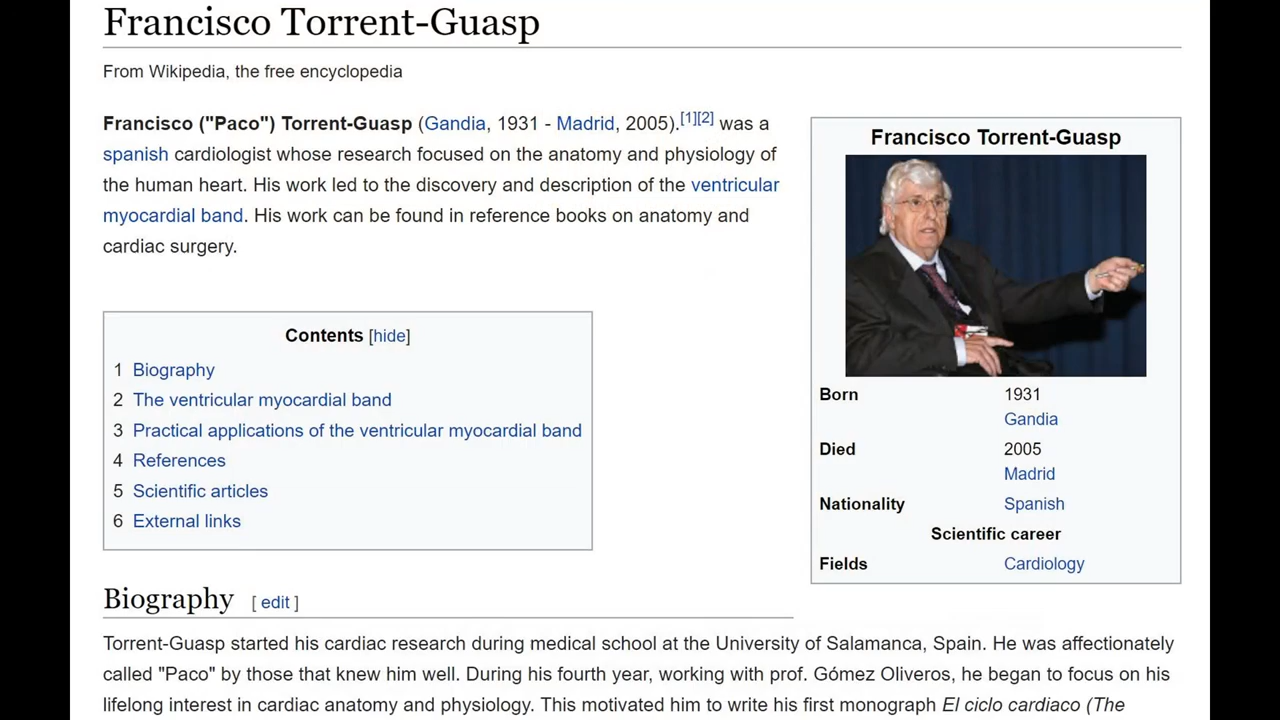 Francisco Torrent-Guasp
From Wikipedia, the free encyclopedia
Francisco ("Paco") Torrent-Guasp (Gandia, 1931 - Madrid, 2005).[1][2] was a
spanish cardiologist whose research focused on the anatomy and physiology of
the human heart. His work led to the discovery and description of the ventricular
myocardial band. His work can be found in reference books on anatomy and
cardiac surgery.
Contents [hide]
1 Biography
2 The ventricular myocardial band
3 Practical applications of the ventricular myocardial band
4 References
5 Scientific articles
6 External links
Francisco Torrent-Guasp
Born 1931
Gandia
Died 2005
Madrid
Nationality Spanish
Scientific career
Fields Cardiology
Biography [ edit ]
Torrent-Guasp started his cardiac research during medical school at the University of Salamanca, Spain. He was affectionately
called "Paco" by those that knew him well. During his fourth year, working with prof. Gómez Oliveros, he began to focus on his
lifelong interest in cardiac anatomy and physiology. This motivated him to write his first monograph El ciclo cardiaco (The